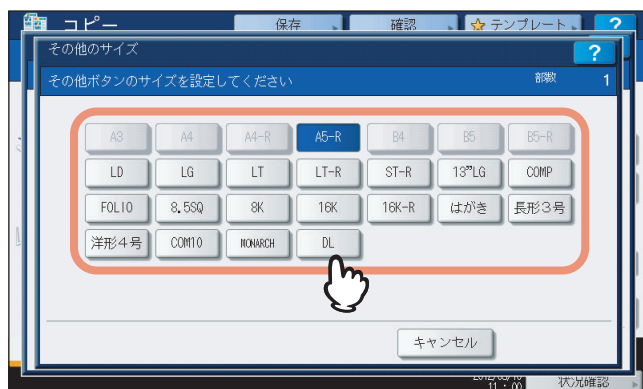 コピー 保存 確認 テンプレート ?
その他のサイズ ?
その他ボタンのサイズを設定してください 部数 1
A3 A4 A4-R A5-R B4 B5 B5-R
LD LG LT LT-R ST-R 13"LG COMP
FOLIO 8.5SQ 8K 16K 16K-R はがき 長形3号
洋形4号 COM10 MONARCH DL
キャンセル
11:00 状況確認